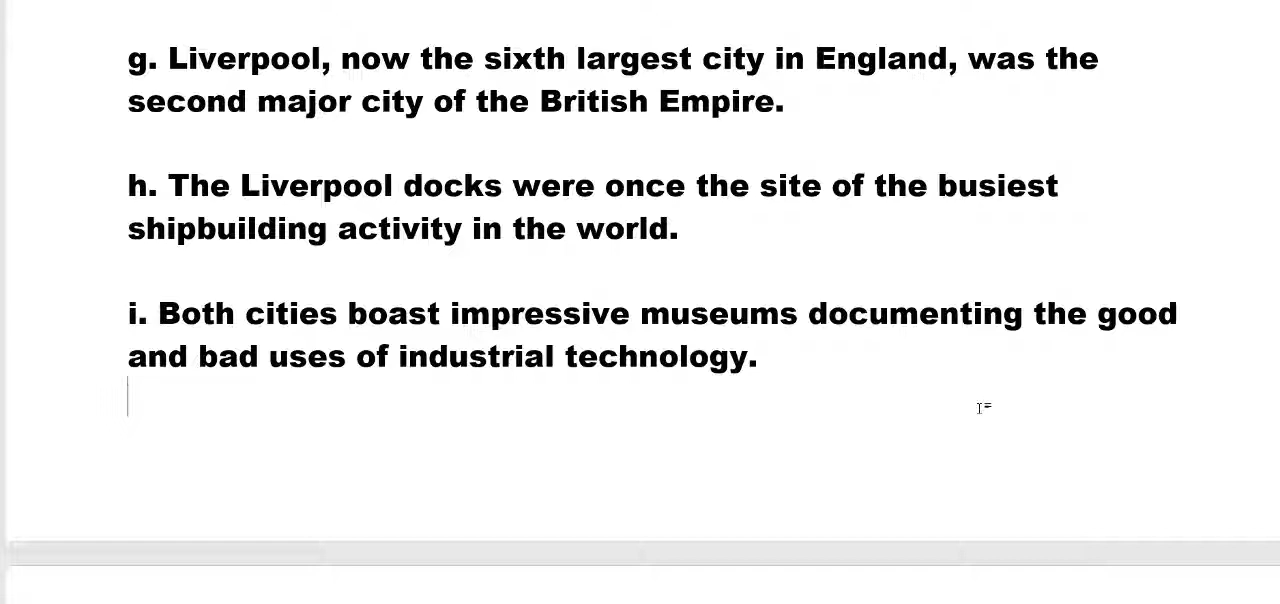 g. Liverpool, now the sixth largest city in England, was the
second major city of the British Empire.
h. The Liverpool docks were once the site of the busiest
shipbuilding activity in the world.
i. Both cities boast impressive museums documenting the good
and bad uses of industrial technology.